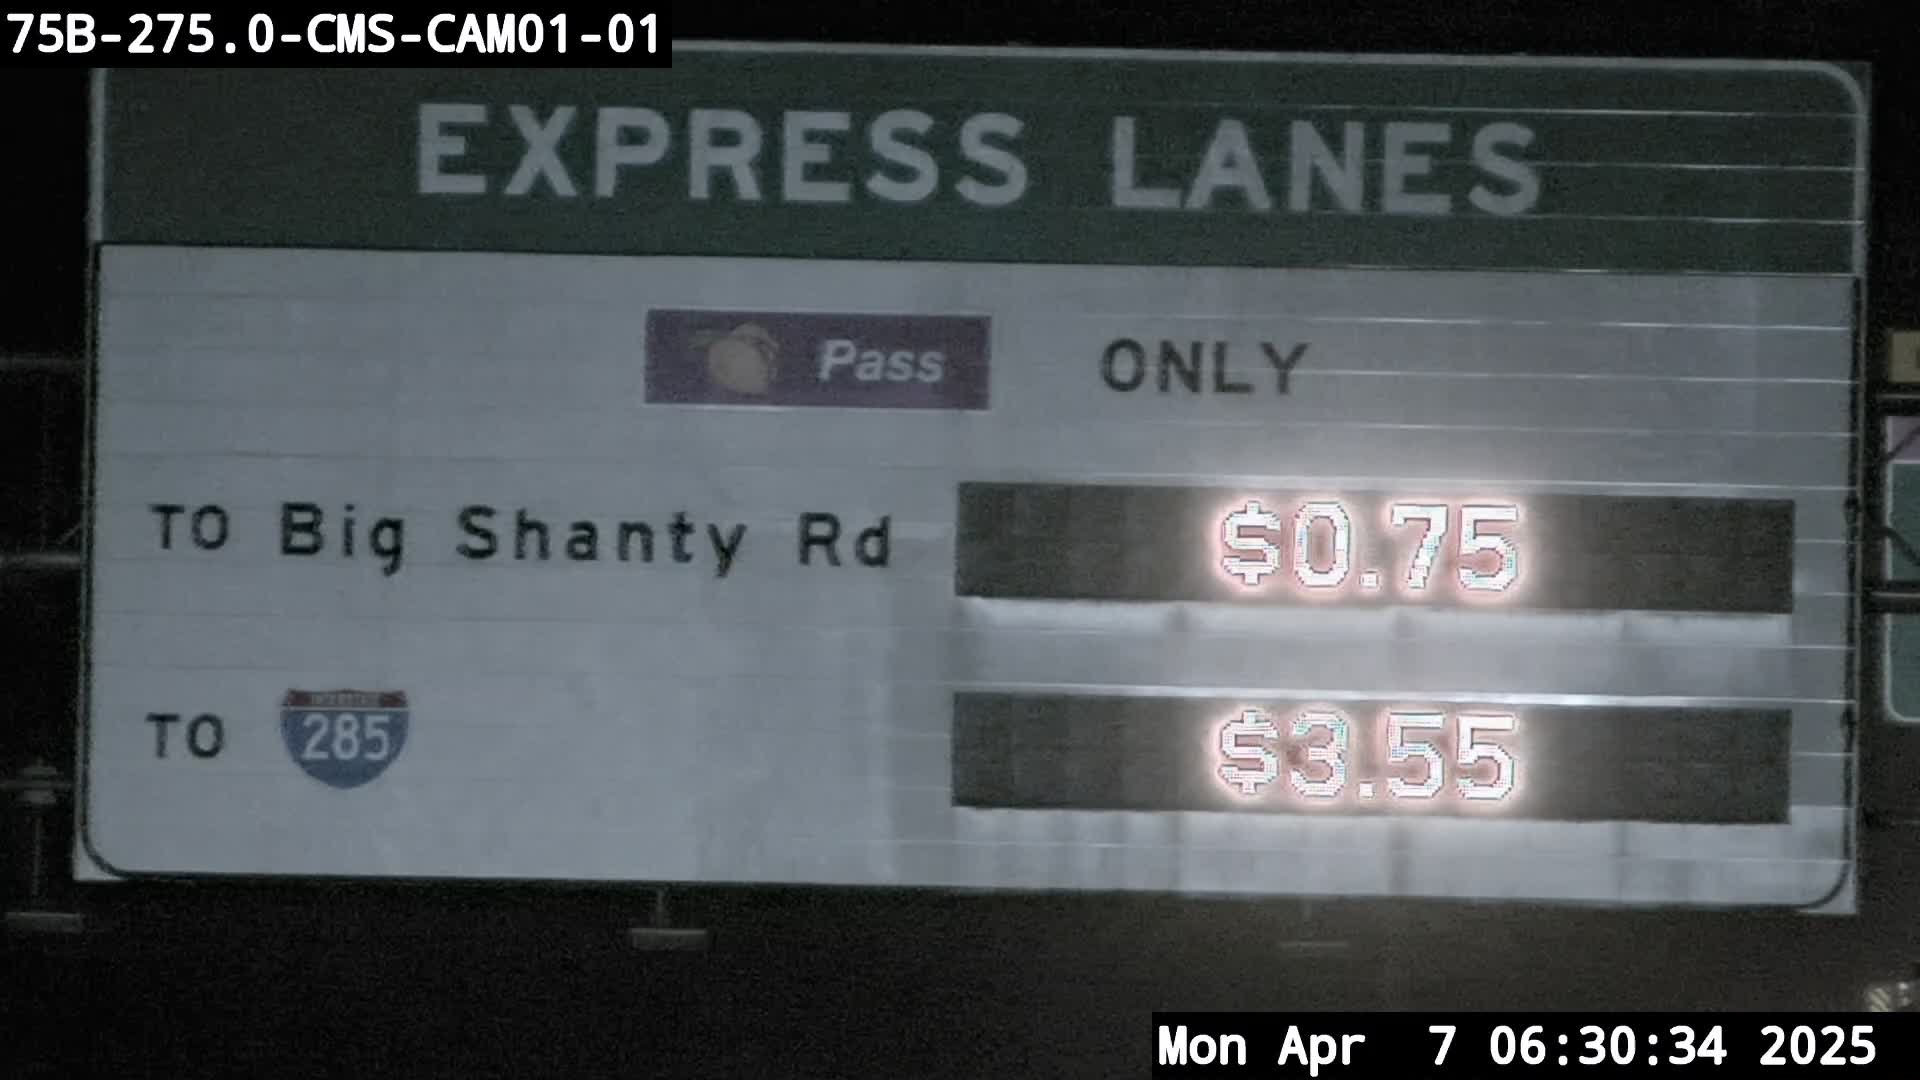 75B-275.0-CMS-CAM01-01
EXPRESS LANES
Pass ONLY
TO Big Shanty Rd $0.75
TO 285 $3.55
Mon Apr 7 06:30:34 2025